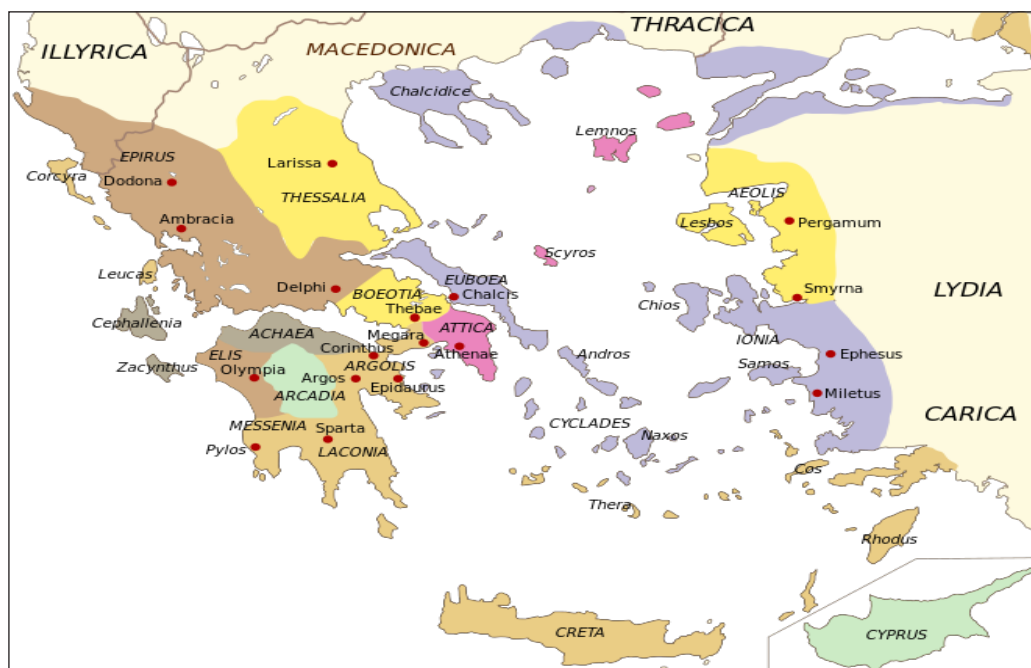 THRACICA
ILLYRICA
MACEDONICA
Chalcidice
Lemnos
EPIRUS
Larissa
Corcyra
Dodona
THESSALIA
AEOLIS
Ambracia
Lesbos
Pergamum
Scyros
Leucas
Delphi
EUBOEA
Chalcis
BOEOTIA
Smyrna
LYDIA
Thebae
Chios
Cephallenia
ACHAEA
Megara
ATTICA
IONIA
Corinthus
Athenae
Andros
Ephesus
Zacynthus
ELIS
ARGOLIS
Samos
Olympia
Argos
Epidaurus
Miletus
ARCADIA
CARICA
MESSENIA
Sparta
CYCLADES
Naxos
Pylos
LACONIA
Cos
Thera
Rhodus
CRETA
CYPRUS